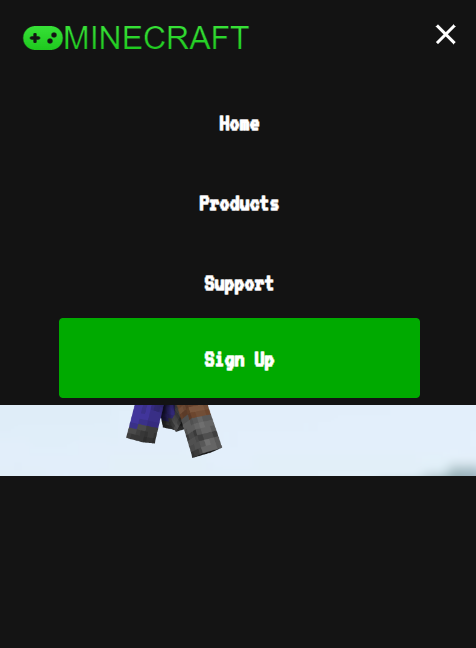 MINECRAFT
Home
Products
Support
Sign Up